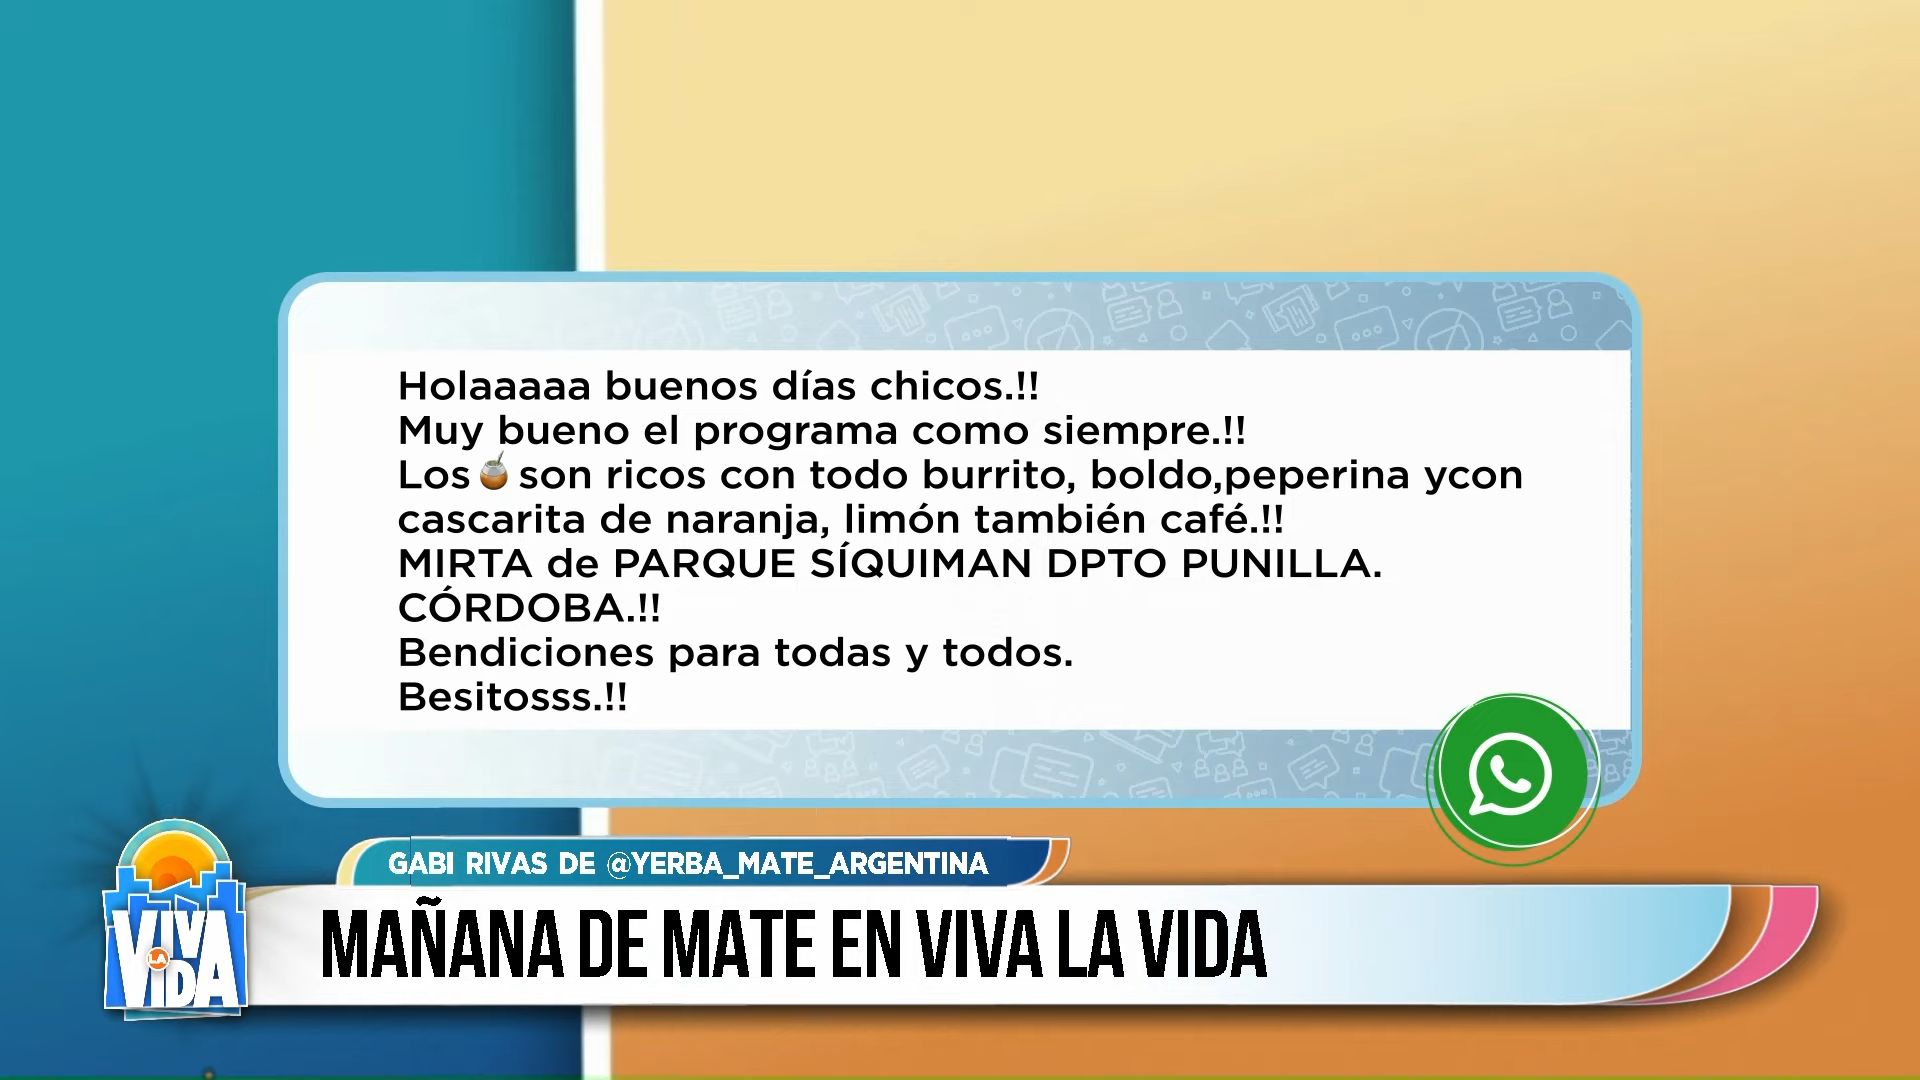 Holaaaaa buenos días chicos.!!
Muy bueno el programa como siempre.!!
Los🧉son ricos con todo burrito, boldo,peperina ycon
cascarita de naranja, limón también café.!!
MIRTA de PARQUE SÍQUIMAN DPTO PUNILLA.
CÓRDOBA.!!
Bendiciones para todas y todos.
Besitosss.!!
GABI RIVAS DE @YERBA_MATE_ARGENTINA
MAÑANA DE MATE EN VIVA LA VIDA
VIVA
LA
VIDA